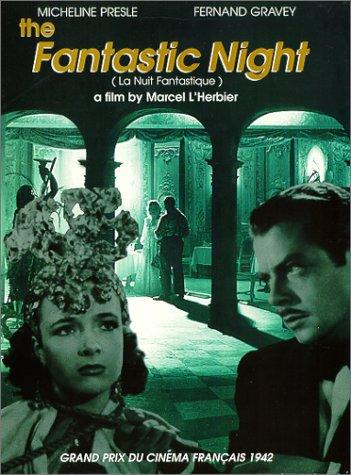 MICHELINE PRESLE FERNAND GRAVEY
the
Fantastic Night
( La Nuit Fantastique )
a film by Marcel L'Herbier
GRAND PRIX DU CINÉMA FRANÇAIS 1942